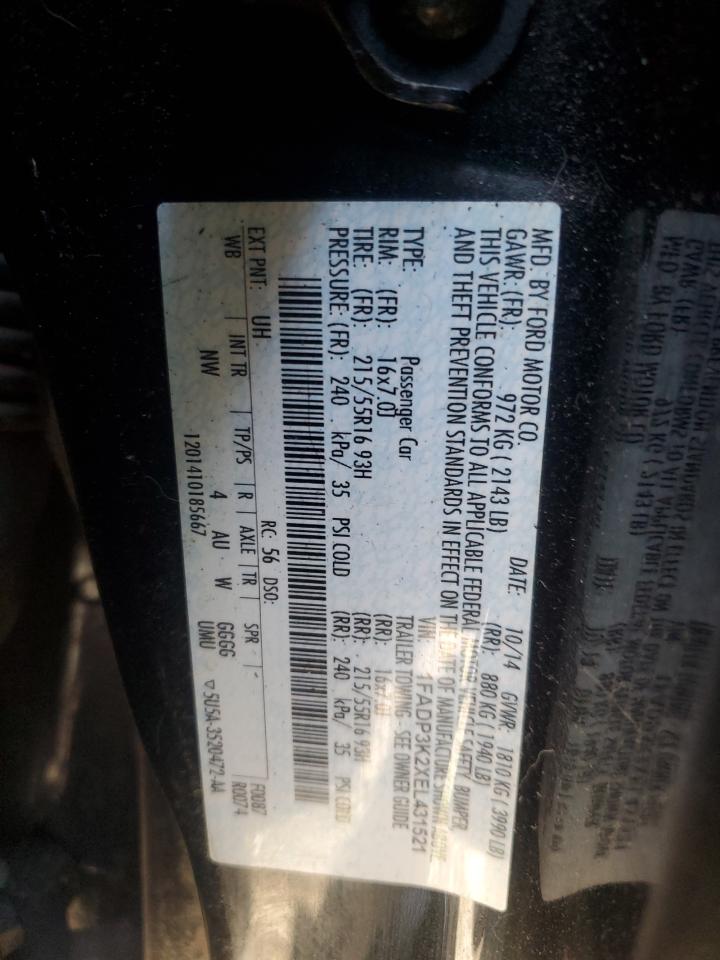 MFD. BY FORD MOTOR CO. DATE: 10/14 GVWR: 1810 KG ( 3990 LB)
GAWR: (FR): 972 KG ( 2143 LB) (RR): 880 KG ( 1940 LB)
THIS VEHICLE CONFORMS TO ALL APPLICABLE FEDERAL MOTOR VEHICLE SAFETY, BUMPER,
AND THEFT PREVENTION STANDARDS IN EFFECT ON THE DATE OF MANUFACTURE SHOWN ABOVE.
VIN: 1FADP3K2XEL431521
TYPE: Passenger Car TRAILER TOWING - SEE OWNER GUIDE
RIM: (FR): 16x7.0J (RR): 16x7.0J
TIRE: (FR): 215/55R16 93H (RR): 215/55R16 93H
PRESSURE: (FR): 240 kPa/ 35 PSI COLD (RR): 240 kPa/ 35 PSI COLD
RC: 56 DSO: F0087
EXT PNT: UH R0074
WB INT TR TP/PS R AXLE TR SPR
NW 4 AU W GGGG
UMU
1201410185667 ▽5U5A-3520472-AA